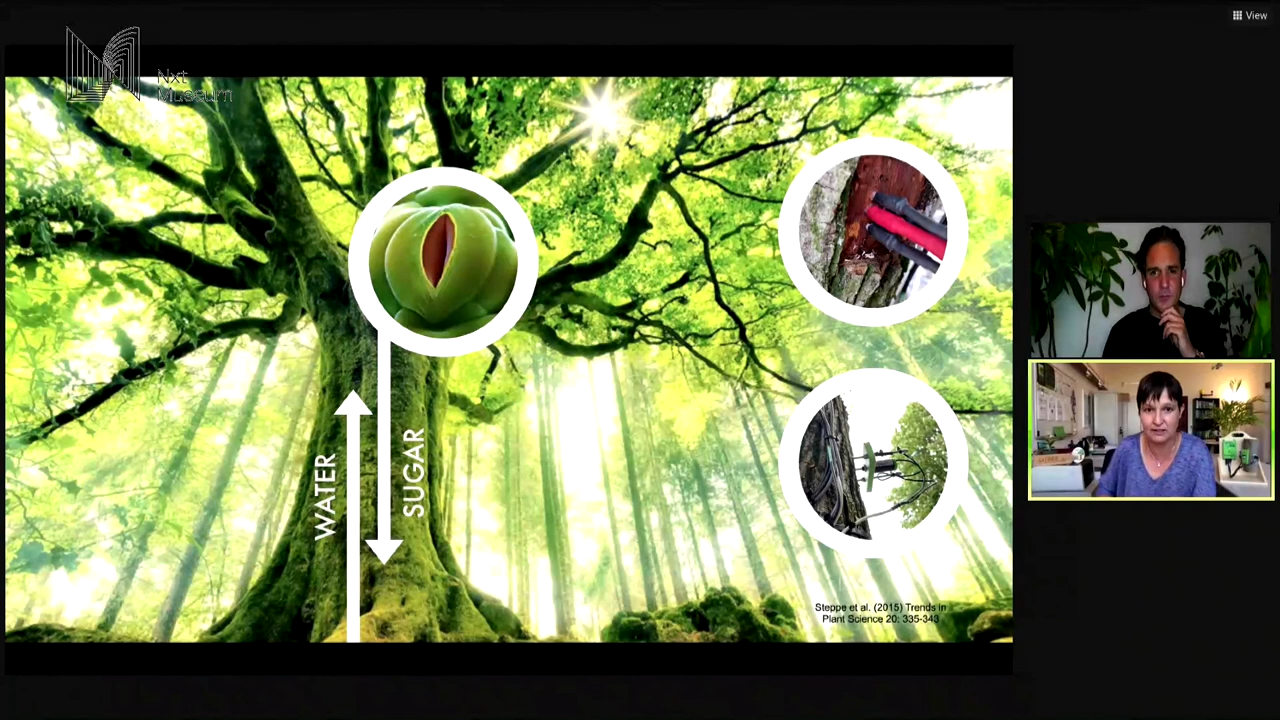 View
Nxt
Museum
WATER
SUGAR
Steppe et al. (2015) Trends in
Plant Science 20: 335-343